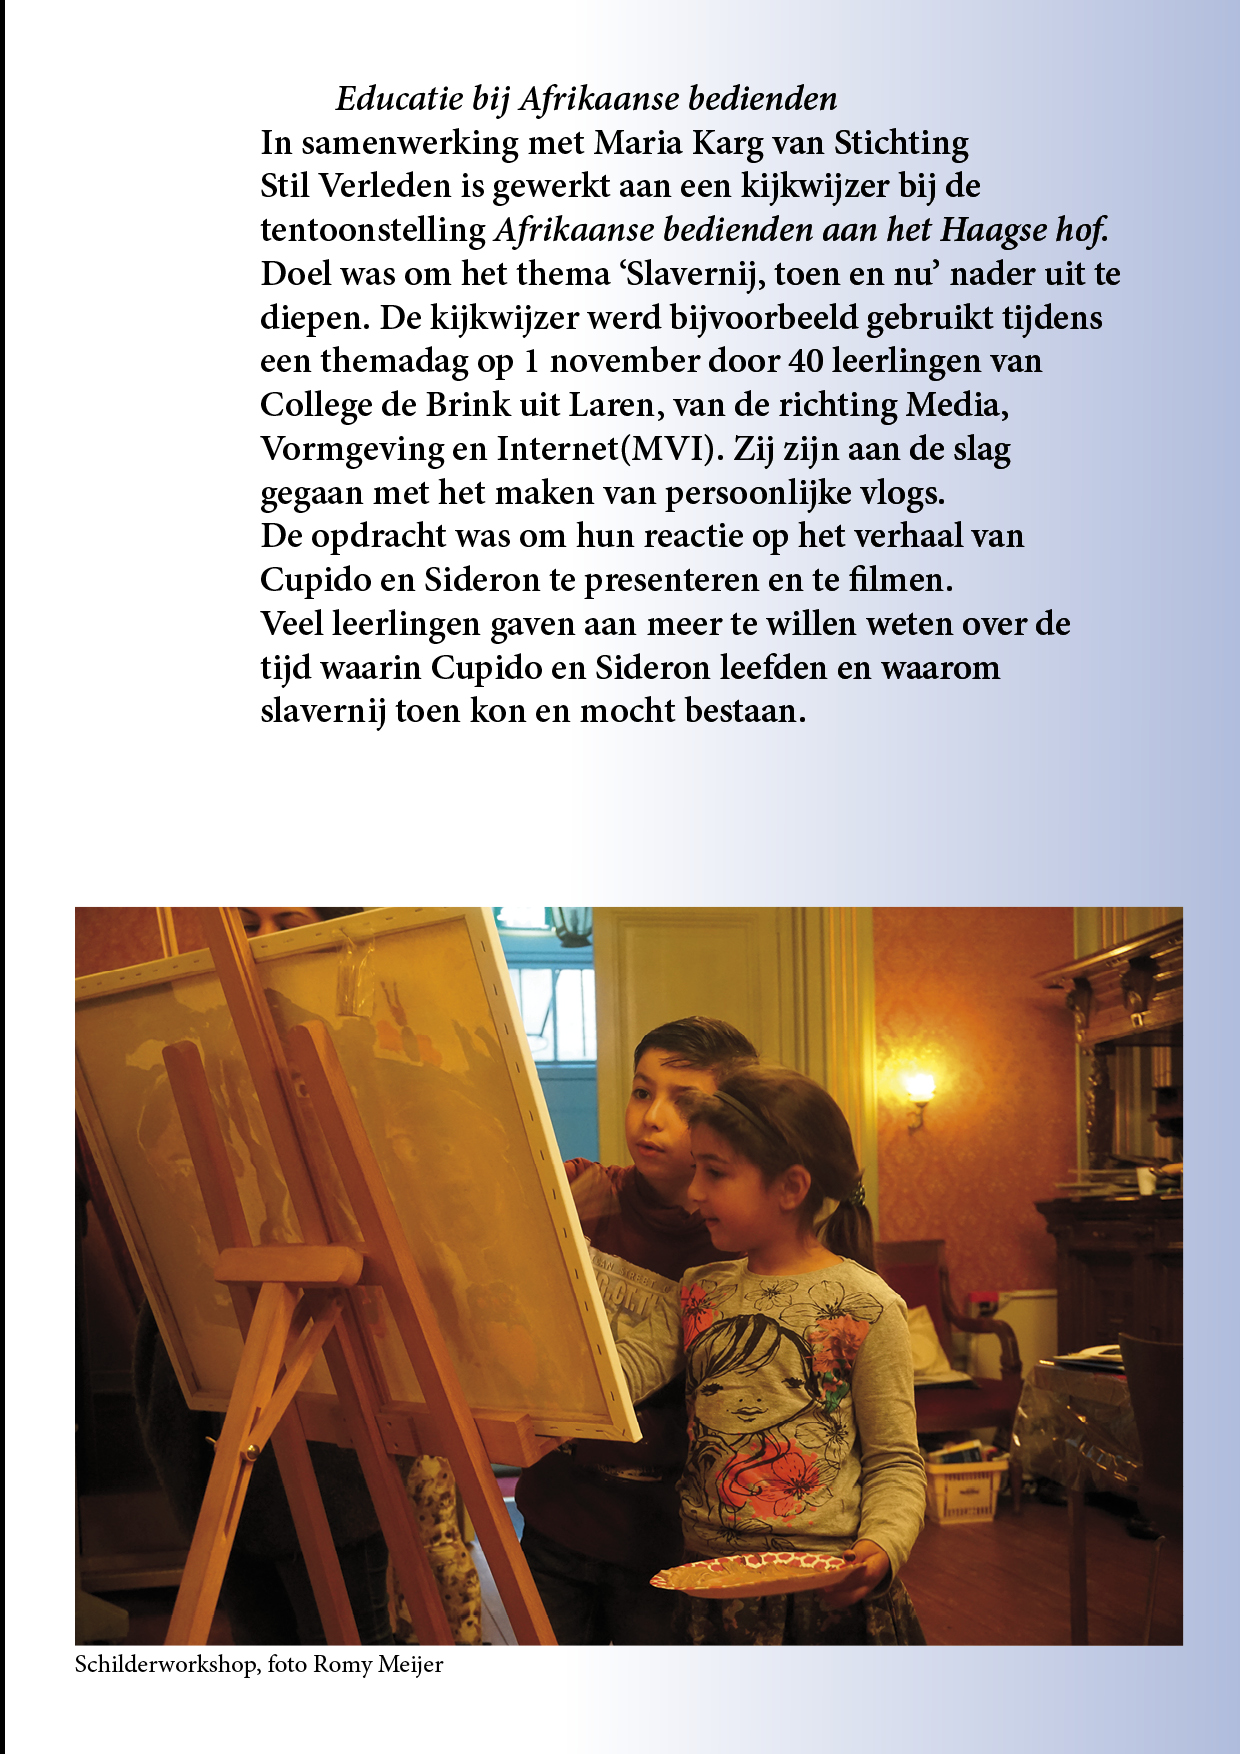 Educatie bij Afrikaanse bedienden
In samenwerking met Maria Karg van Stichting
Stil Verleden is gewerkt aan een kijkwijzer bij de
tentoonstelling Afrikaanse bedienden aan het Haagse hof.
Doel was om het thema ‘Slavernij, toen en nu’ nader uit te
diepen. De kijkwijzer werd bijvoorbeeld gebruikt tijdens
een themadag op 1 november door 40 leerlingen van
College de Brink uit Laren, van de richting Media,
Vormgeving en Internet(MVI). Zij zijn aan de slag
gegaan met het maken van persoonlijke vlogs.
De opdracht was om hun reactie op het verhaal van
Cupido en Sideron te presenteren en te filmen.
Veel leerlingen gaven aan meer te willen weten over de
tijd waarin Cupido en Sideron leefden en waarom
slavernij toen kon en mocht bestaan.
Schilderworkshop, foto Romy Meijer